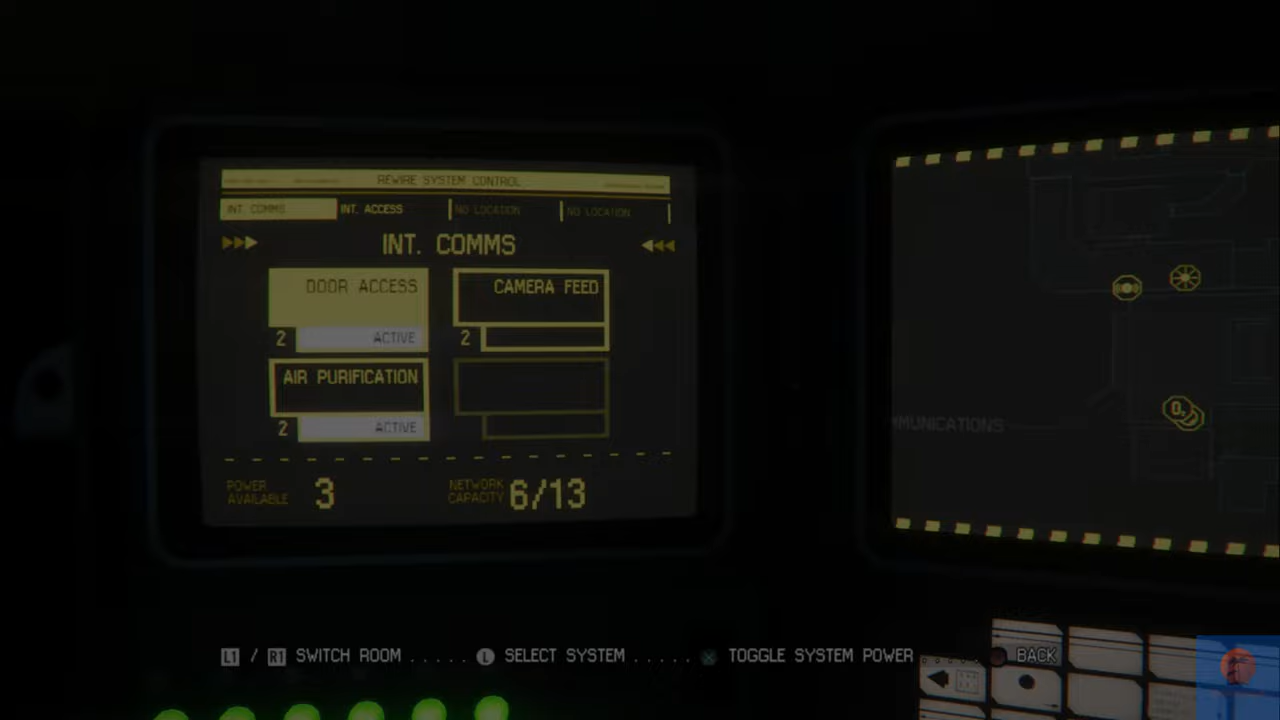 REWIRE SYSTEM CONTROL
INT. COMMS INT. ACCESS NO LOCATION NO LOCATION
INT. COMMS
DOOR ACCESS CAMERA FEED
2 ACTIVE 2
AIR PURIFICATION
2 ACTIVE
POWER AVAILABLE 3 NETWORK CAPACITY 6/13
MMUNICATIONS
O₂
L1 / R1 SWITCH ROOM ..... L SELECT SYSTEM ..... X TOGGLE SYSTEM POWER BACK